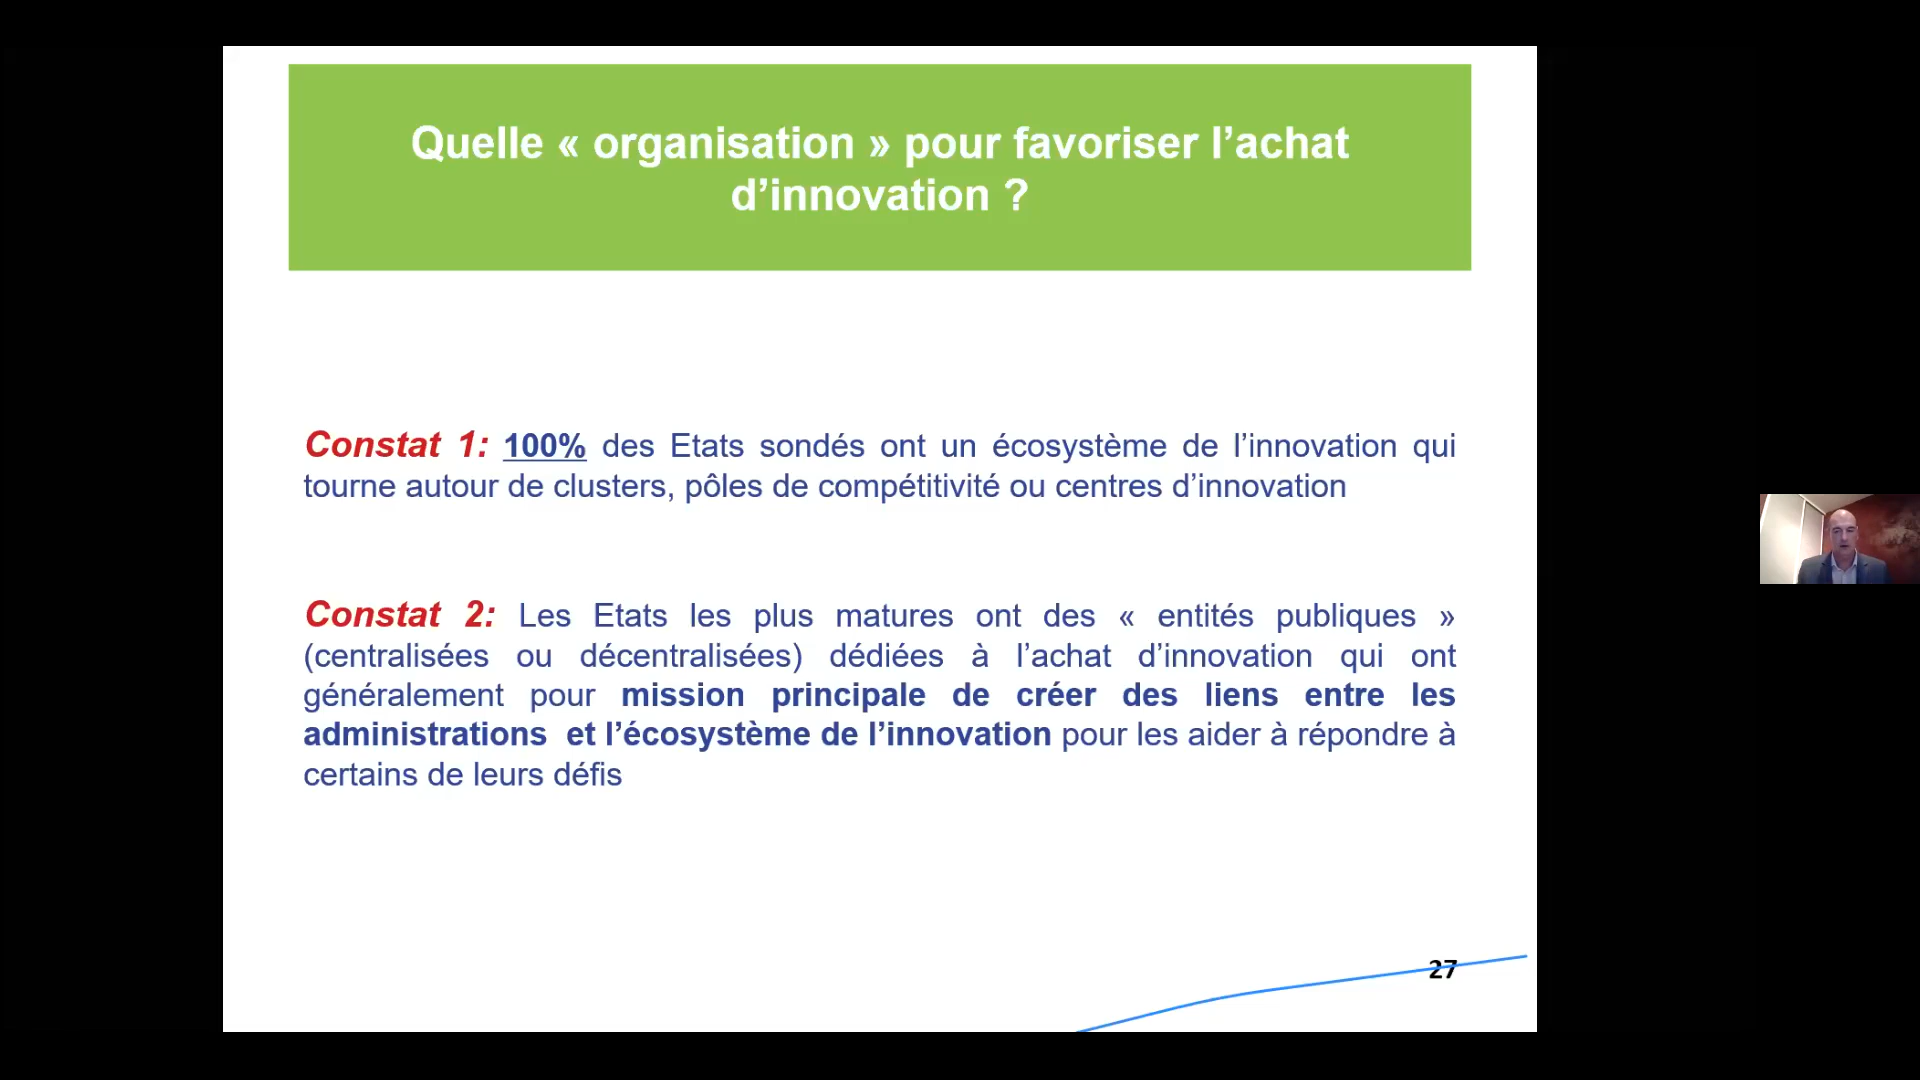 Quelle « organisation » pour favoriser l’achat
d’innovation ?
Constat 1: 100% des Etats sondés ont un écosystème de l’innovation qui
tourne autour de clusters, pôles de compétitivité ou centres d’innovation
Constat 2: Les Etats les plus matures ont des « entités publiques »
(centralisées ou décentralisées) dédiées à l’achat d’innovation qui ont
généralement pour mission principale de créer des liens entre les
administrations et l’écosystème de l’innovation pour les aider à répondre à
certains de leurs défis
27